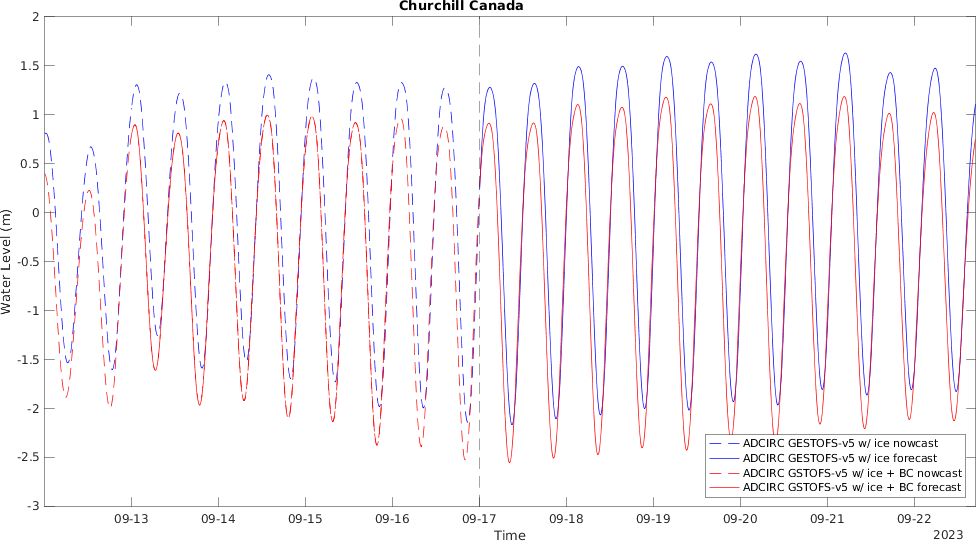 Churchill Canada
2
1.5
1
0.5
0
-0.5
-1
-1.5
-2
-2.5
-3
Water Level (m)
ADCIRC GESTOFS-v5 w/ ice nowcast
ADCIRC GESTOFS-v5 w/ ice forecast
ADCIRC GSTOFS-v5 w/ ice + BC nowcast
ADCIRC GSTOFS-v5 w/ ice + BC forecast
09-13 09-14 09-15 09-16 09-17 09-18 09-19 09-20 09-21 09-22
Time
2023